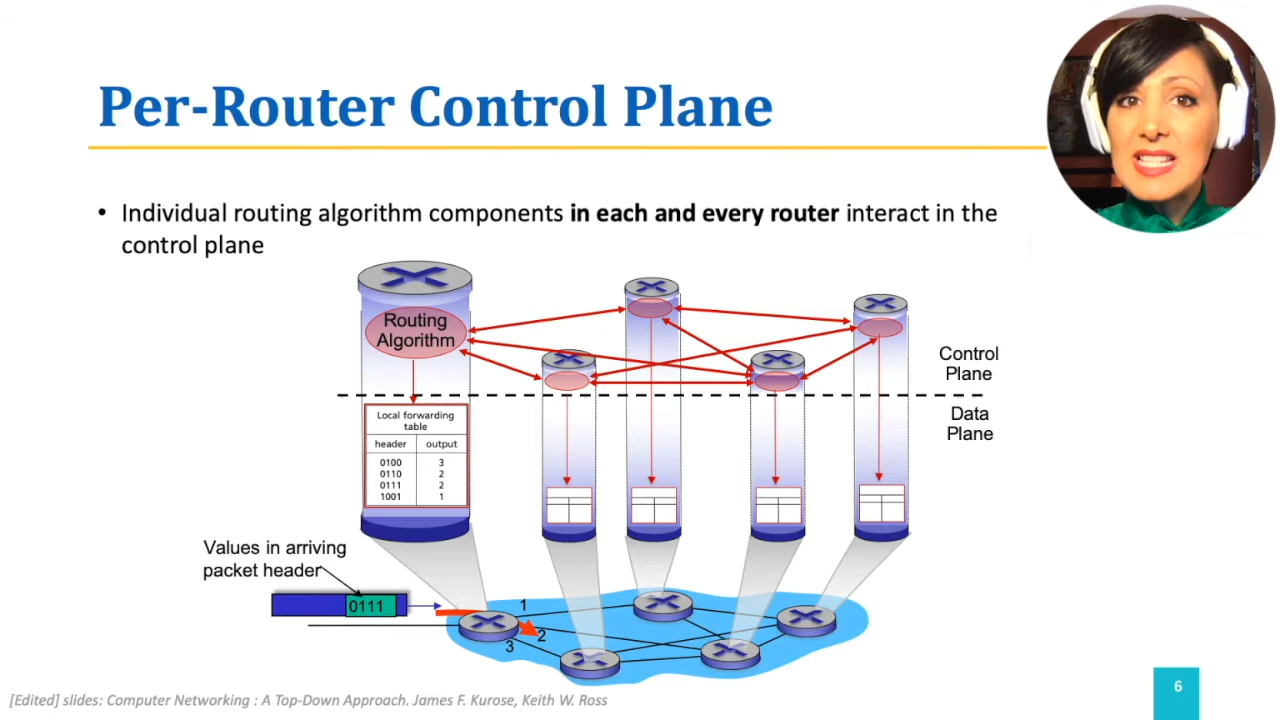 Per-Router Control Plane
• Individual routing algorithm components in each and every router interact in the
control plane
Routing
Algorithm
Control
Plane
Data
Plane
Local forwarding
table
header output
0100 3
0110 2
0111 2
1001 1
Values in arriving
packet header
0111
1
2
3
[Edited] slides: Computer Networking : A Top-Down Approach. James F. Kurose, Keith W. Ross
6